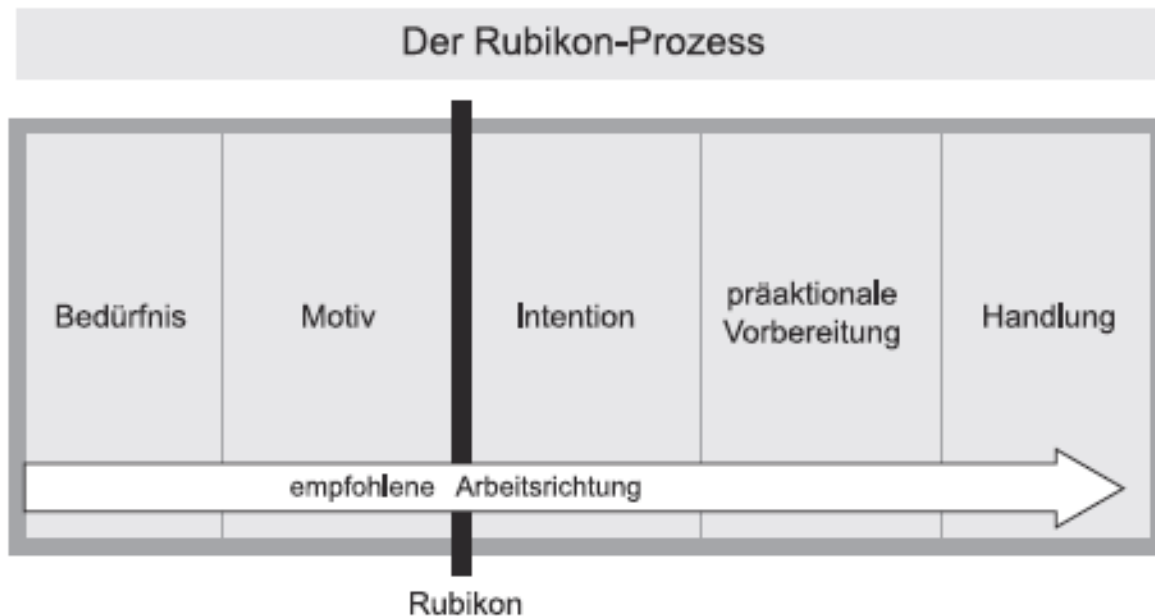 Der Rubikon-Prozess
Bedürfnis
Motiv
Intention
präaktionale
Vorbereitung
Handlung
empfohlene Arbeitsrichtung
Rubikon